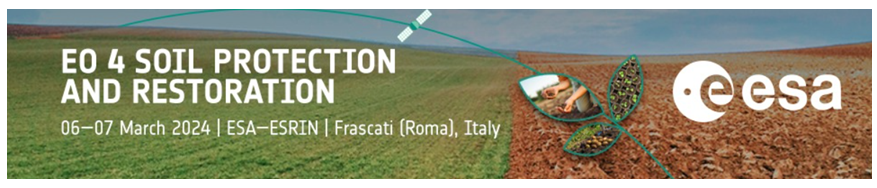 EO 4 SOIL PROTECTION
AND RESTORATION
06–07 March 2024 | ESA–ESRIN | Frascati (Roma), Italy
esa